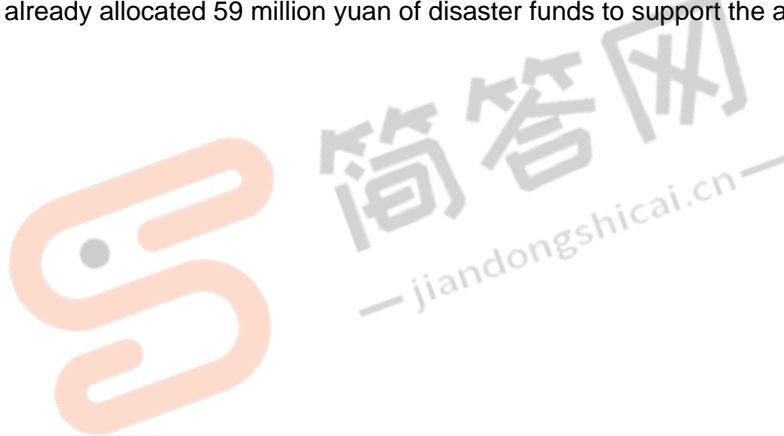 already allocated 59 million yuan of disaster funds to support the a
简答网
jiandongshicai.cn